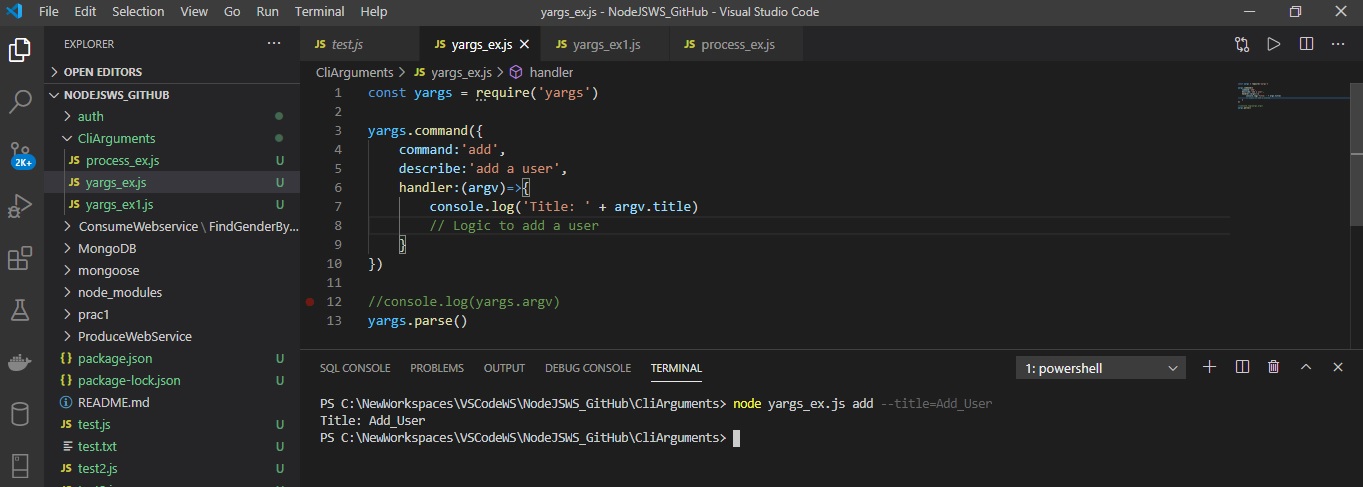 File Edit Selection View Go Run Terminal Help yargs_ex.js - NodeJSWS_GitHub - Visual Studio Code
EXPLORER ···
JS test.js JS yargs_ex.js JS yargs_ex1.js JS process_ex.js
OPEN EDITORS
CliArguments > JS yargs_ex.js > handler
NODEJSWS_GITHUB
auth
CliArguments
JS process_ex.js U
JS yargs_ex.js U
JS yargs_ex1.js U
ConsumeWebservice \ FindGenderBy...
MongoDB
mongoose
node_modules
prac1
ProduceWebService
{} package.json U
{} package-lock.json U
README.md
JS test.js U
test.txt U
JS test2.js U
2K+
1 const yargs = require('yargs')
2
3 yargs.command({
4 command:'add',
5 describe:'add a user',
6 handler:(argv)=>{
7 console.log('Title: ' + argv.title)
8 // Logic to add a user
9 }
10 })
11
12 //console.log(yargs.argv)
13 yargs.parse()
SQL CONSOLE PROBLEMS OUTPUT DEBUG CONSOLE TERMINAL 1: powershell
PS C:\NewWorkspaces\VSCodeWS\NodeJSWS_GitHub\CliArguments> node yargs_ex.js add --title=Add_User
Title: Add_User
PS C:\NewWorkspaces\VSCodeWS\NodeJSWS_GitHub\CliArguments>